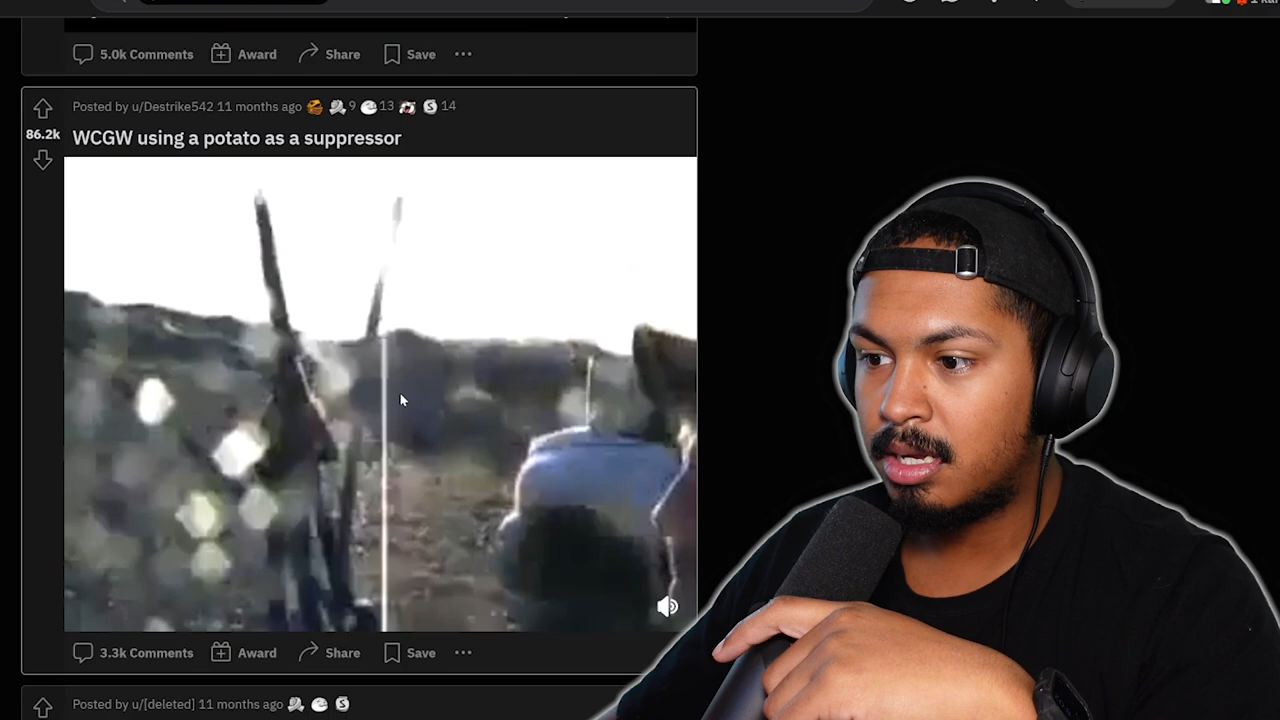 5.0k Comments Award Share Save
Posted by u/Destrike542 11 months ago 9 13 14
86.2k
WCGW using a potato as a suppressor
3.3k Comments Award Share Save
Posted by u/[deleted] 11 months ago